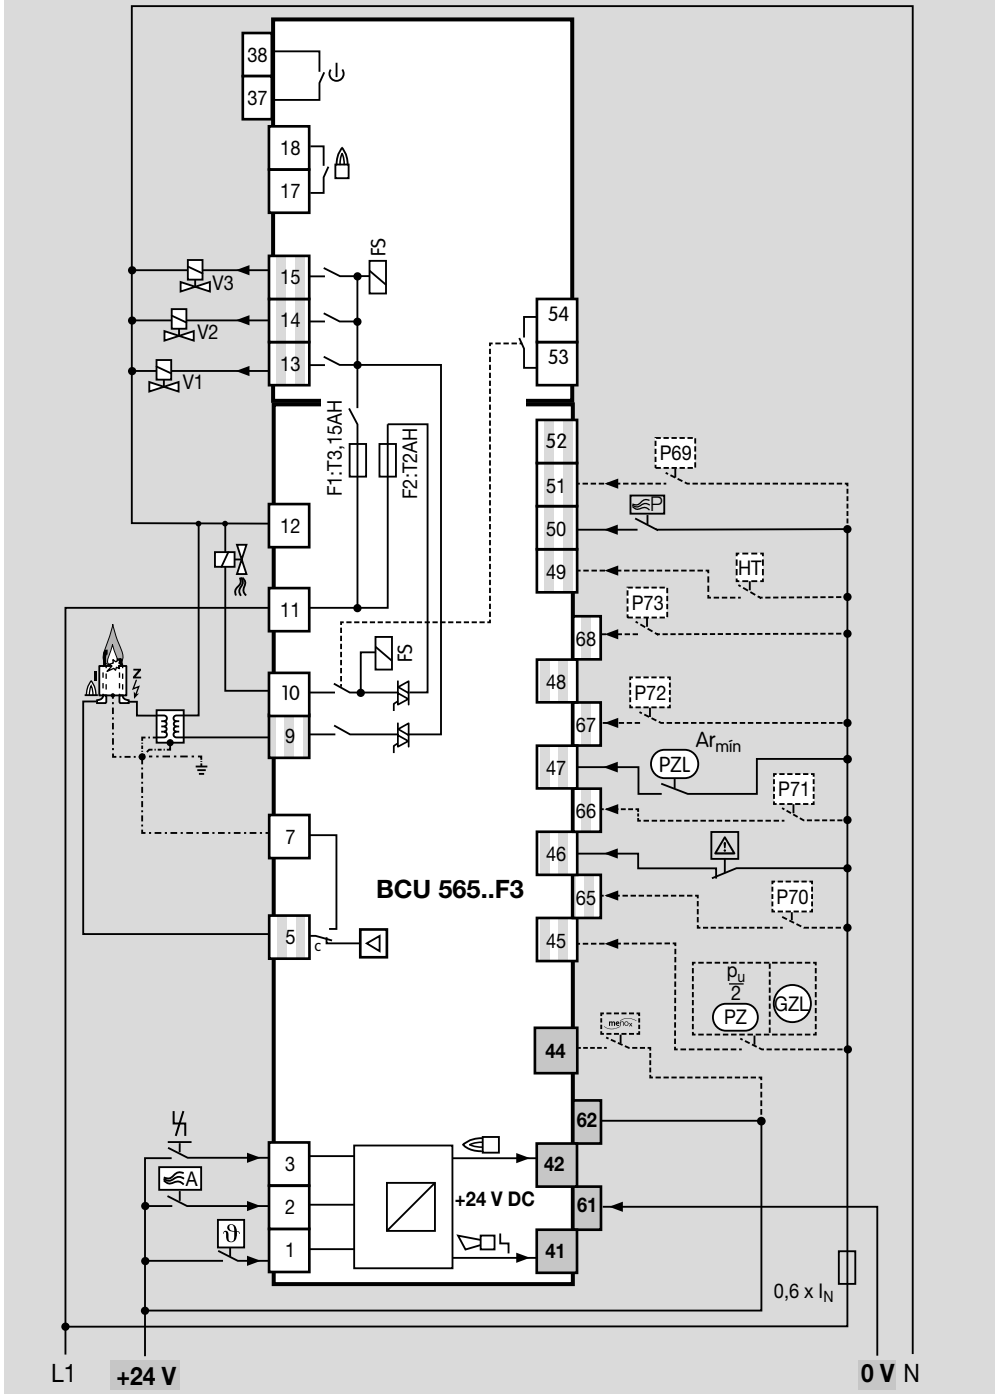 38
37
18
17
FS
15
V3
14
V2
13
V1
54
53
F1:T3,15AH
F2:T2AH
52
P69
51
P
50
12
49
HT
P73
11
68
FS
48
10
Z
I
P72
67
9
Ar min
47
PZL
P71
66
7
46
BCU 565..F3
65
P70
5
c
45
pu
2
PZ
GZL
menox
44
62
3
42
A
+24 V DC
2
61
ϑ
1
41
0,6 x IN
L1
+24 V
0 V
N